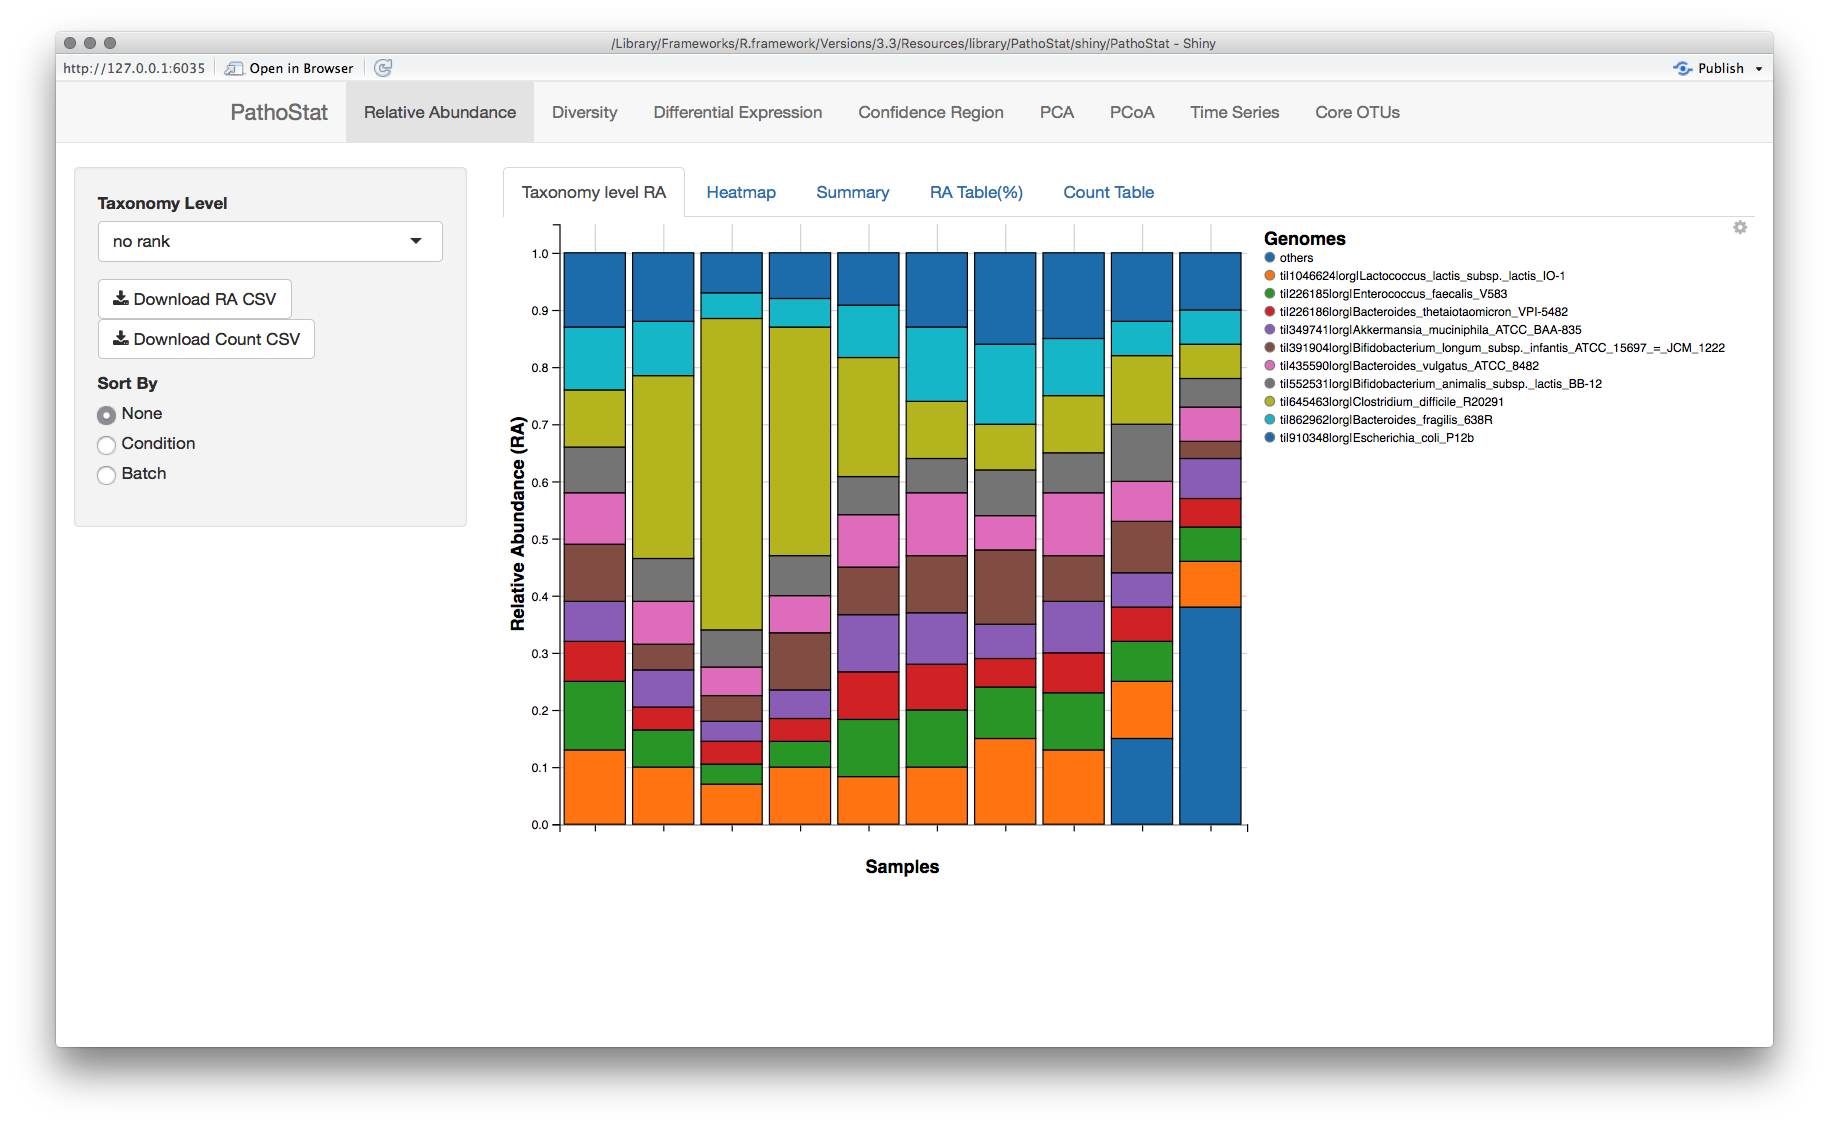 /Library/Frameworks/R.framework/Versions/3.3/Resources/library/PathoStat/shiny/PathoStat - Shiny
http://127.0.0.1:6035 Open in Browser Publish
PathoStat Relative Abundance Diversity Differential Expression Confidence Region PCA PCoA Time Series Core OTUs
Taxonomy Level
no rank
Download RA CSV
Download Count CSV
Sort By
None
Condition
Batch
Taxonomy level RA Heatmap Summary RA Table(%) Count Table
1.0
0.9
0.8
0.7
0.6
0.5
0.4
0.3
0.2
0.1
0.0
Relative Abundance (RA)
Samples
Genomes
others
ti|1046624|org|Lactococcus_lactis_subsp._lactis_IO-1
ti|226185|org|Enterococcus_faecalis_V583
ti|226186|org|Bacteroides_thetaiotaomicron_VPI-5482
ti|349741|org|Akkermansia_muciniphila_ATCC_BAA-835
ti|391904|org|Bifidobacterium_longum_subsp._infantis_ATCC_15697_=_JCM_1222
ti|435590|org|Bacteroides_vulgatus_ATCC_8482
ti|552531|org|Bifidobacterium_animalis_subsp._lactis_BB-12
ti|645463|org|Clostridium_difficile_R20291
ti|862962|org|Bacteroides_fragilis_638R
ti|910348|org|Escherichia_coli_P12b